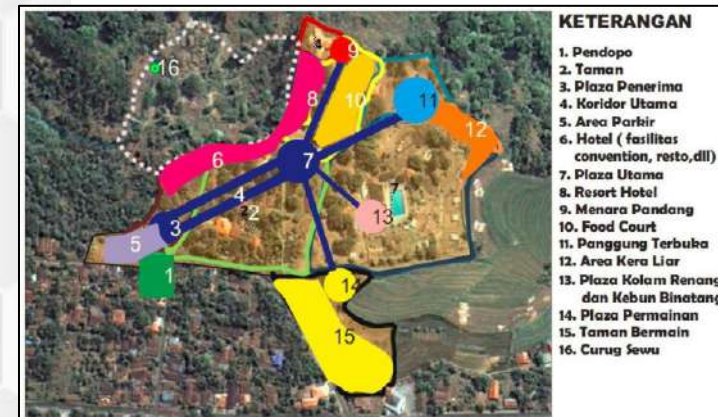 KETERANGAN
1. Pendopo
2. Taman
3. Plaza Penerima
4. Koridor Utama
5. Area Parkir
6. Hotel ( fasilitas
convention, resto,dll)
7. Plaza Utama
8. Resort Hotel
9. Menara Pandang
10. Food Court
11. Panggung Terbuka
12. Area Kera Liar
13. Plaza Kolam Renang
dan Kebun Binatang
14. Plaza Permainan
15. Taman Bermain
16. Curug Sewu
4
9
16
8
10
11
12
6
7
7
4
2 2
13
3
5
1
14
15